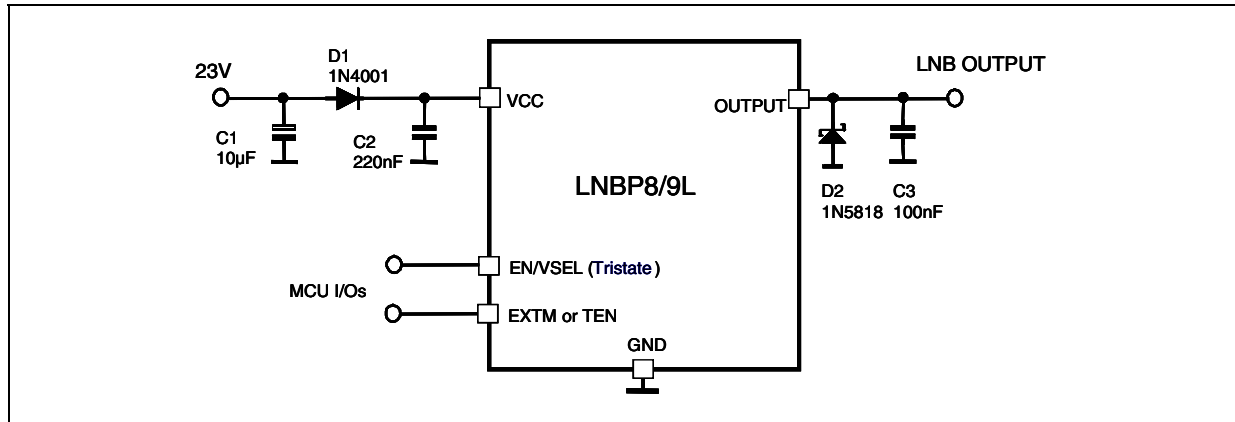 23V
D1
1N4001
LNB OUTPUT
VCC
OUTPUT
C1
10µF
C2
220nF
LNBP8/9L
D2
1N5818
C3
100nF
MCU I/Os
EN/VSEL (Tristate)
EXTM or TEN
GND